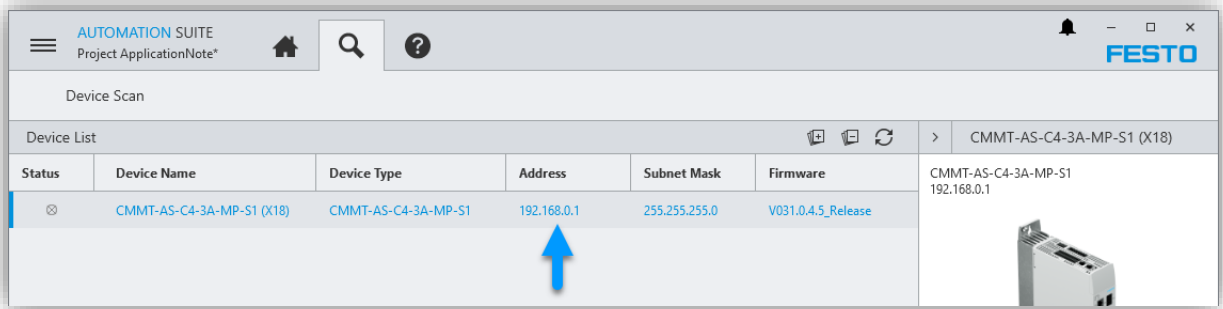 AUTOMATION SUITE
Project ApplicationNote*
FESTO
Device Scan
Device List
CMMT-AS-C4-3A-MP-S1 (X18)
Status Device Name Device Type Address Subnet Mask Firmware
CMMT-AS-C4-3A-MP-S1 (X18) CMMT-AS-C4-3A-MP-S1 192.168.0.1 255.255.255.0 V031.0.4.5_Release
CMMT-AS-C4-3A-MP-S1
192.168.0.1